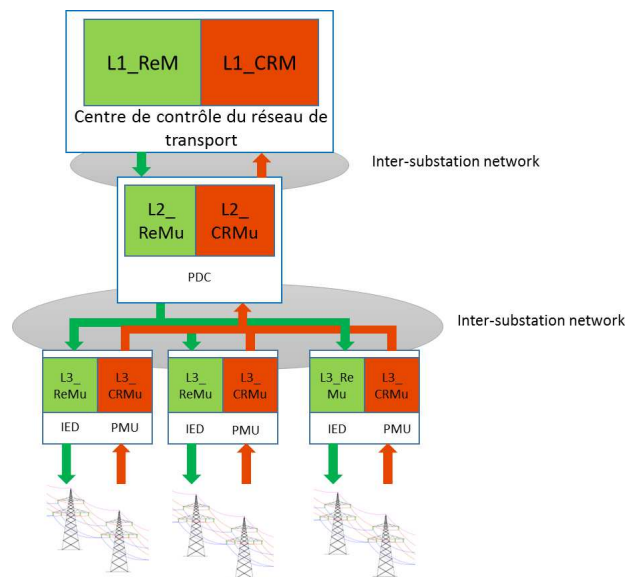 L1_ReM
L1_CRM
Centre de contrôle du réseau de
transport
Inter-substation network
L2_
ReMu
L2_
CRMu
PDC
Inter-substation network
L3_
ReMu
L3_
CRMu
L3_
ReMu
L3_
CRMu
L3_Re
Mu
L3_
CRMu
IED
PMU
IED
PMU
IED
PMU